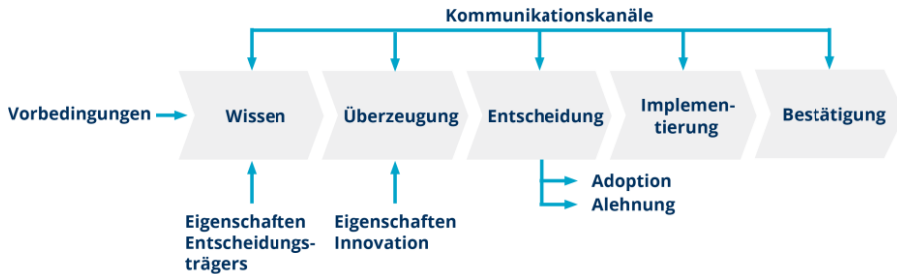 Kommunikationskanäle
Vorbedingungen
Wissen
Überzeugung
Entscheidung
Implemen-
tierung
Bestätigung
Adoption
Alehnung
Eigenschaften
Entscheidungs-
trägers
Eigenschaften
Innovation